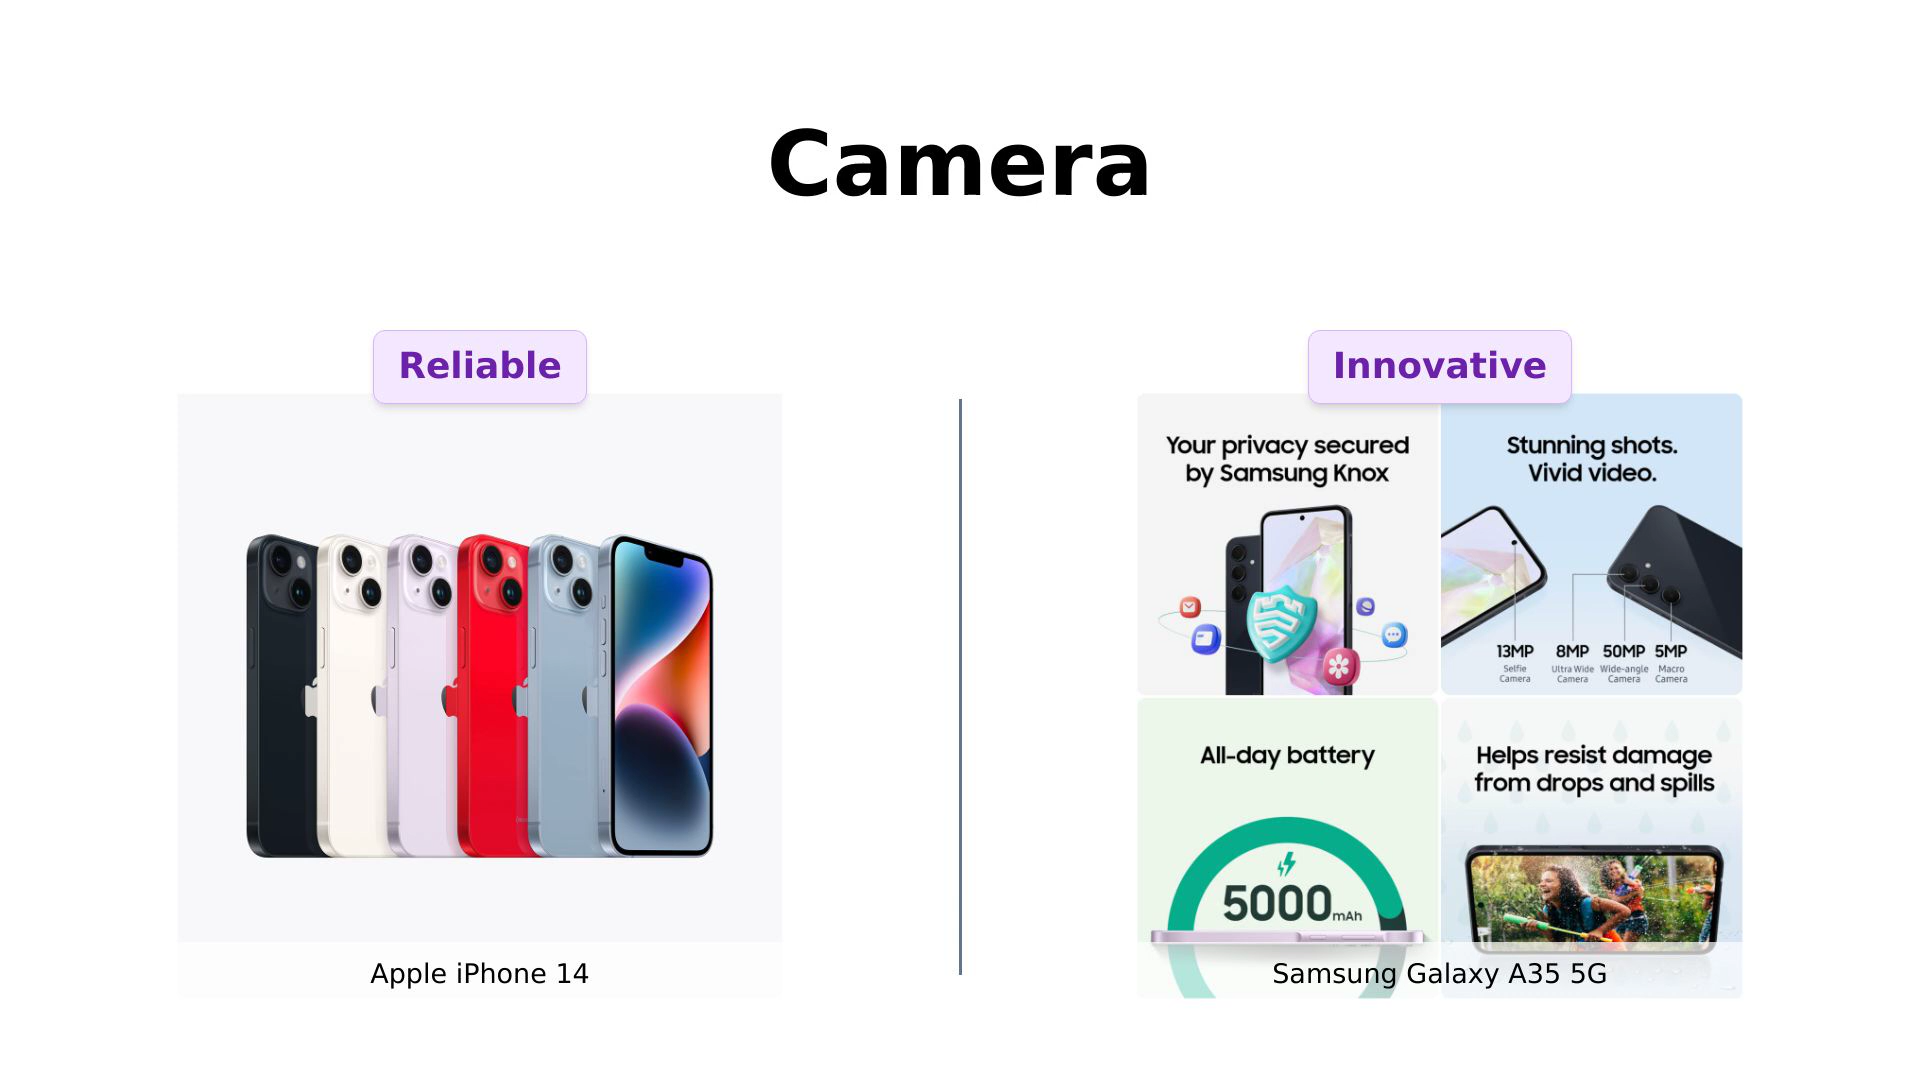 Camera
Reliable
Apple iPhone 14
Innovative
Your privacy secured
by Samsung Knox
Stunning shots.
Vivid video.
13MP
Selfie
Camera
8MP
Ultra Wide
Camera
50MP
Wide-angle
Camera
5MP
Macro
Camera
All-day battery
5000mAh
Helps resist damage
from drops and spills
Samsung Galaxy A35 5G